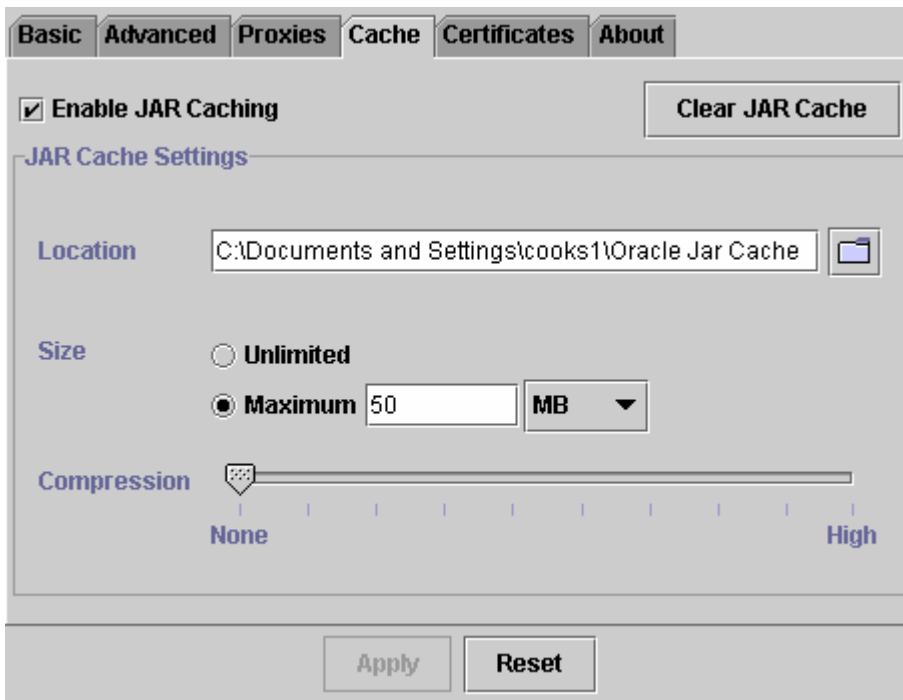 Basic Advanced Proxies Cache Certificates About
Enable JAR Caching Clear JAR Cache
JAR Cache Settings
Location C:\Documents and Settings\cooks1\Oracle Jar Cache
Size Unlimited
Maximum 50 MB
Compression
None High
Apply Reset